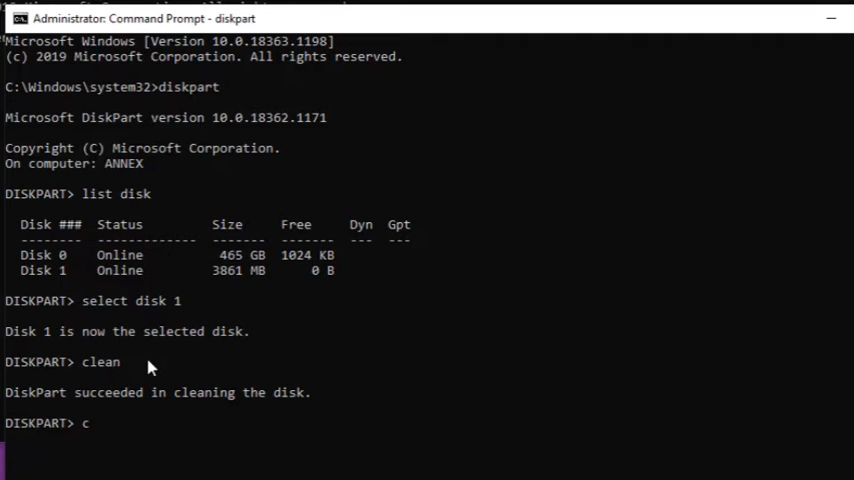 Administrator: Command Prompt - diskpart
Microsoft Windows [Version 10.0.18363.1198]
(c) 2019 Microsoft Corporation. All rights reserved.
C:\Windows\system32>diskpart
Microsoft DiskPart version 10.0.18362.1171
Copyright (C) Microsoft Corporation.
On computer: ANNEX
DISKPART> list disk
Disk ### Status Size Free Dyn Gpt
-------- ------------- ------- ------- --- ---
Disk 0 Online 465 GB 1024 KB
Disk 1 Online 3861 MB 0 B
DISKPART> select disk 1
Disk 1 is now the selected disk.
DISKPART> clean
DiskPart succeeded in cleaning the disk.
DISKPART> c